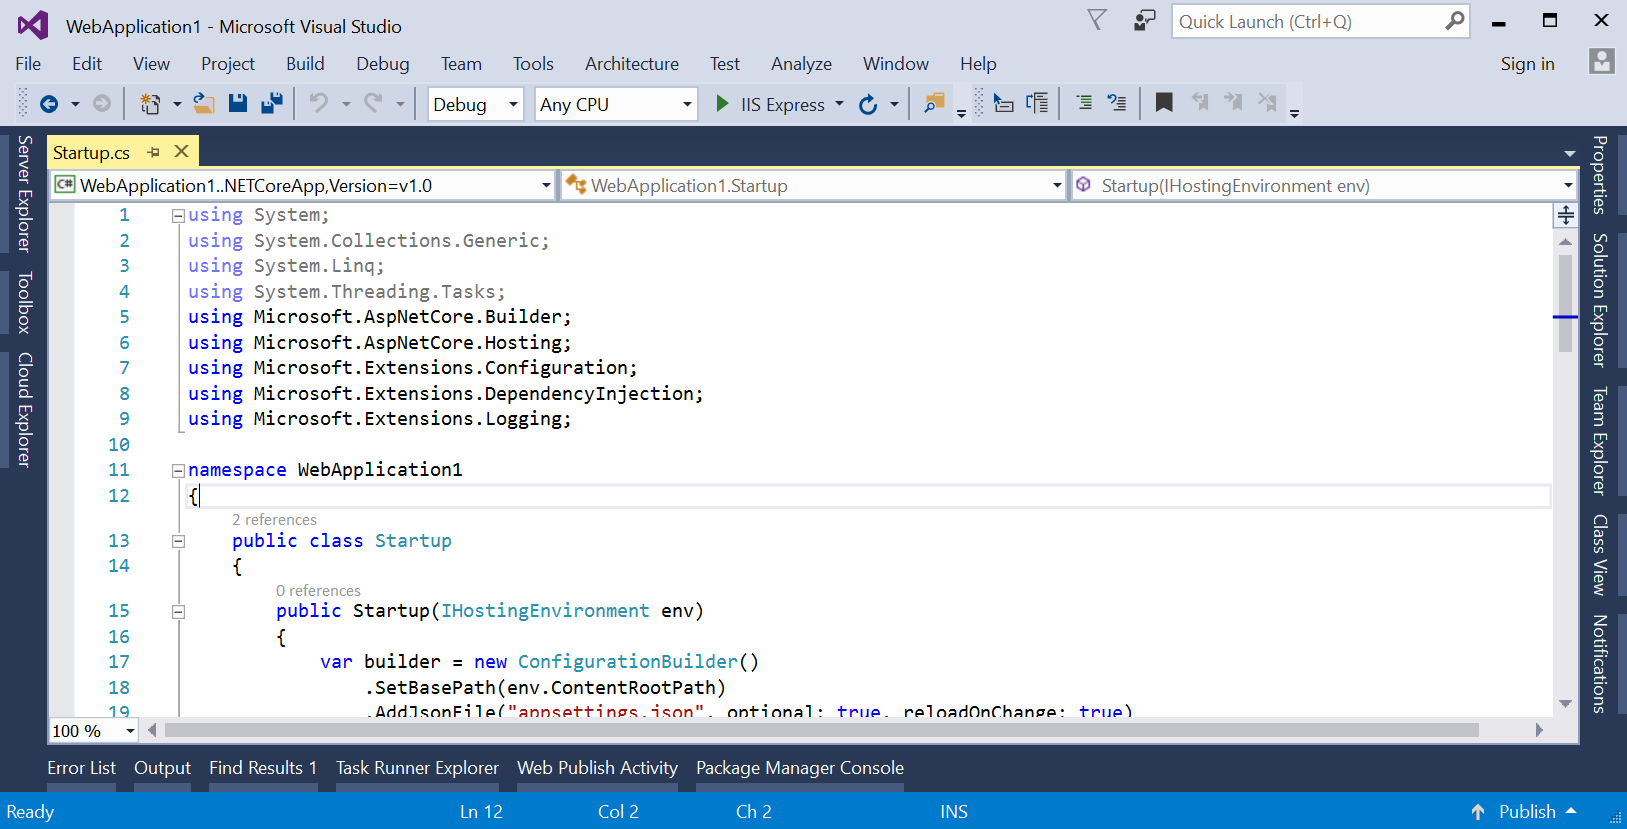 WebApplication1 - Microsoft Visual Studio
Quick Launch (Ctrl+Q)
File Edit View Project Build Debug Team Tools Architecture Test Analyze Window Help Sign in
Debug Any CPU IIS Express
Server Explorer
Toolbox
Cloud Explorer
Startup.cs
C# WebApplication1..NETCoreApp,Version=v1.0 WebApplication1.Startup Startup(IHostingEnvironment env)
1 using System;
2 using System.Collections.Generic;
3 using System.Linq;
4 using System.Threading.Tasks;
5 using Microsoft.AspNetCore.Builder;
6 using Microsoft.AspNetCore.Hosting;
7 using Microsoft.Extensions.Configuration;
8 using Microsoft.Extensions.DependencyInjection;
9 using Microsoft.Extensions.Logging;
10
11 namespace WebApplication1
12 {
2 references
13 public class Startup
14 {
0 references
15 public Startup(IHostingEnvironment env)
16 {
17 var builder = new ConfigurationBuilder()
18 .SetBasePath(env.ContentRootPath)
19 .AddJsonFile("appsettings.json", optional: true, reloadOnChange: true)
100 %
Properties
Solution Explorer
Team Explorer
Class View
Notifications
Error List Output Find Results 1 Task Runner Explorer Web Publish Activity Package Manager Console
Ready Ln 12 Col 2 Ch 2 INS Publish